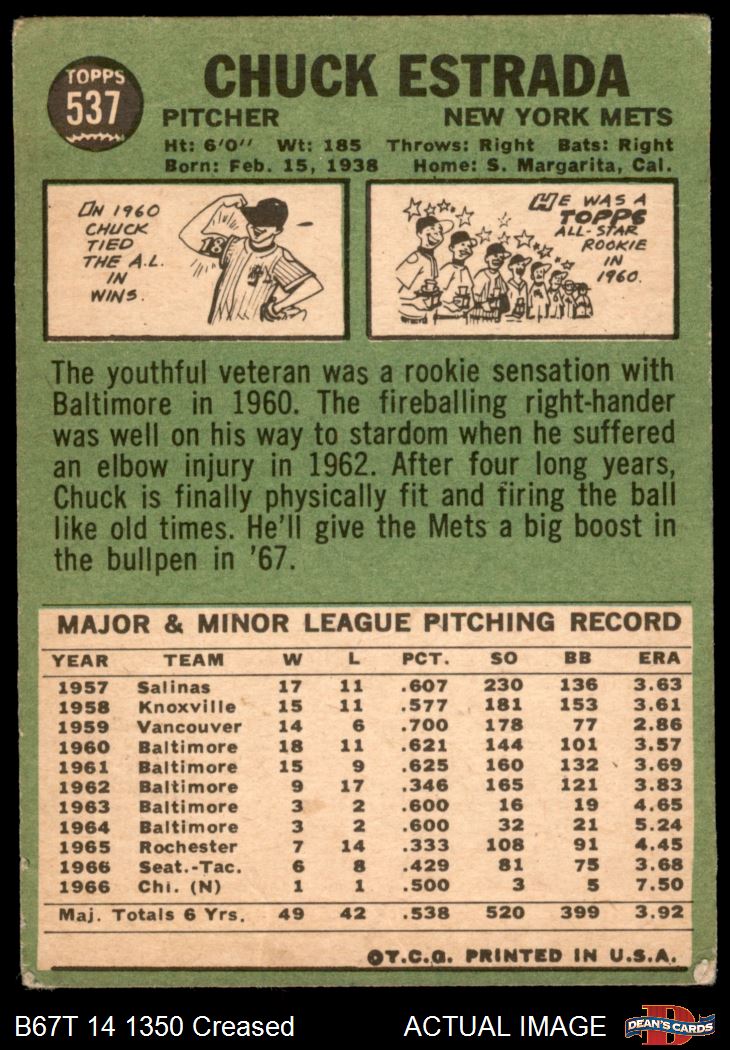 TOPPS
537
CHUCK ESTRADA
PITCHER NEW YORK METS
Ht: 6'0" Wt: 185 Throws: Right Bats: Right
Born: Feb. 15, 1938 Home: S. Margarita, Cal.
IN 1960
CHUCK
TIED
THE A.L.
IN
WINS.
18
HE WAS A
TOPPS
ALL-STAR
ROOKIE
IN
1960.
The youthful veteran was a rookie sensation with
Baltimore in 1960. The fireballing right-hander
was well on his way to stardom when he suffered
an elbow injury in 1962. After four long years,
Chuck is finally physically fit and firing the ball
like old times. He'll give the Mets a big boost in
the bullpen in '67.
MAJOR & MINOR LEAGUE PITCHING RECORD
YEAR TEAM W L PCT. SO BB ERA
1957 Salinas 17 11 .607 230 136 3.63
1958 Knoxville 15 11 .577 181 153 3.61
1959 Vancouver 14 6 .700 178 77 2.86
1960 Baltimore 18 11 .621 144 101 3.57
1961 Baltimore 15 9 .625 160 132 3.69
1962 Baltimore 9 17 .346 165 121 3.83
1963 Baltimore 3 2 .600 16 19 4.65
1964 Baltimore 3 2 .600 32 21 5.24
1965 Rochester 7 14 .333 108 91 4.45
1966 Seat.-Tac. 6 8 .429 81 75 3.68
1966 Chi. (N) 1 1 .500 3 5 7.50
Maj. Totals 6 Yrs. 49 42 .538 520 399 3.92
©T.C.G. PRINTED IN U.S.A.
B67T 14 1350 Creased ACTUAL IMAGE
D
DEAN'S CARDS